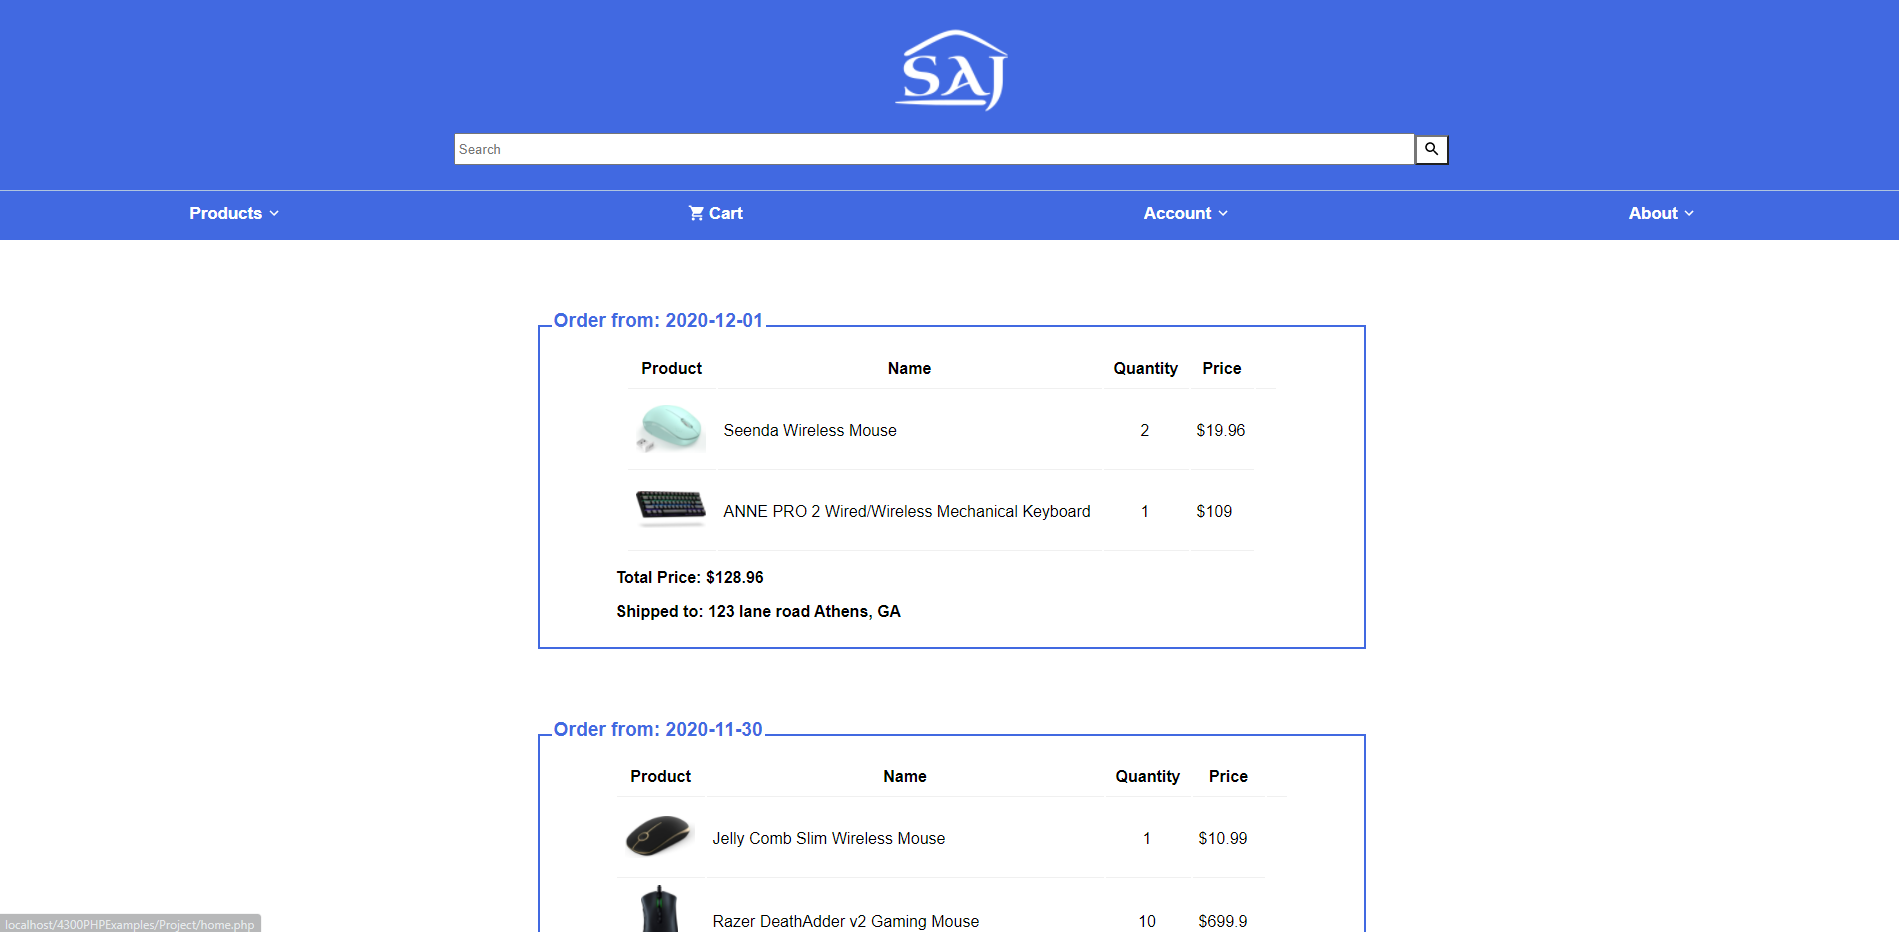 SAJ
Search
Products Cart Account About
Order from: 2020-12-01
Product Name Quantity Price
Seenda Wireless Mouse 2 $19.96
ANNE PRO 2 Wired/Wireless Mechanical Keyboard 1 $109
Total Price: $128.96
Shipped to: 123 lane road Athens, GA
Order from: 2020-11-30
Product Name Quantity Price
Jelly Comb Slim Wireless Mouse 1 $10.99
Razer DeathAdder v2 Gaming Mouse 10 $699.9
localhost/4300PHPExamples/Project/home.php